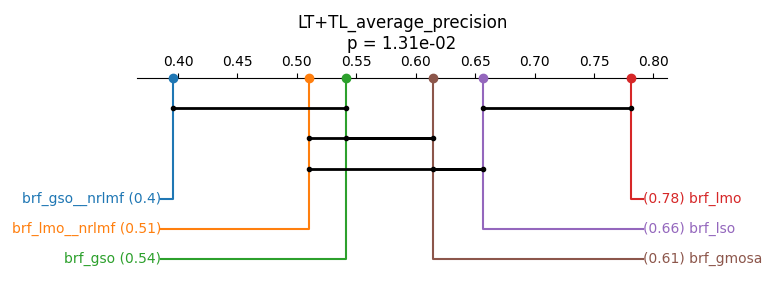 LT+TL_average_precision
p = 1.31e-02
0.40 0.45 0.50 0.55 0.60 0.65 0.70 0.75 0.80
brf_gso__nrlmf (0.4) (0.78) brf_lmo
brf_lmo__nrlmf (0.51) (0.66) brf_lso
brf_gso (0.54) (0.61) brf_gmosa